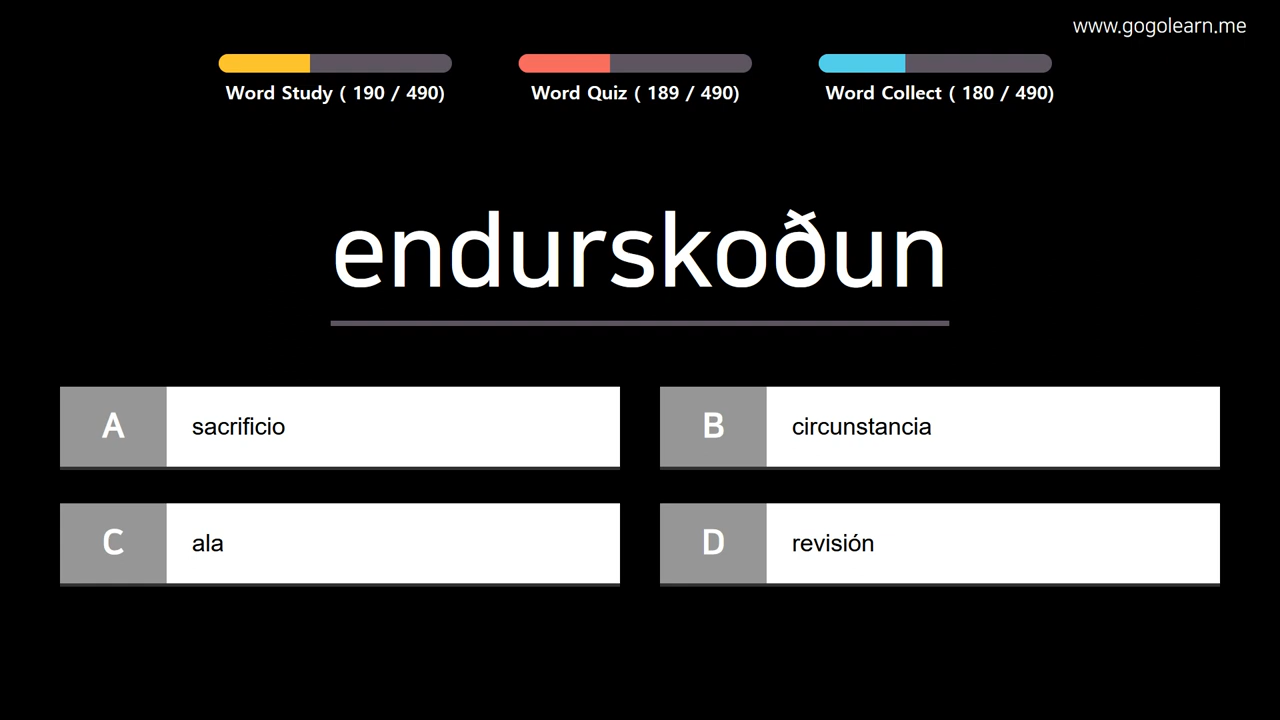 www.gogolearn.me
Word Study ( 190 / 490)
Word Quiz ( 189 / 490)
Word Collect ( 180 / 490)
endurskoðun
A
sacrificio
B
circunstancia
C
ala
D
revisión